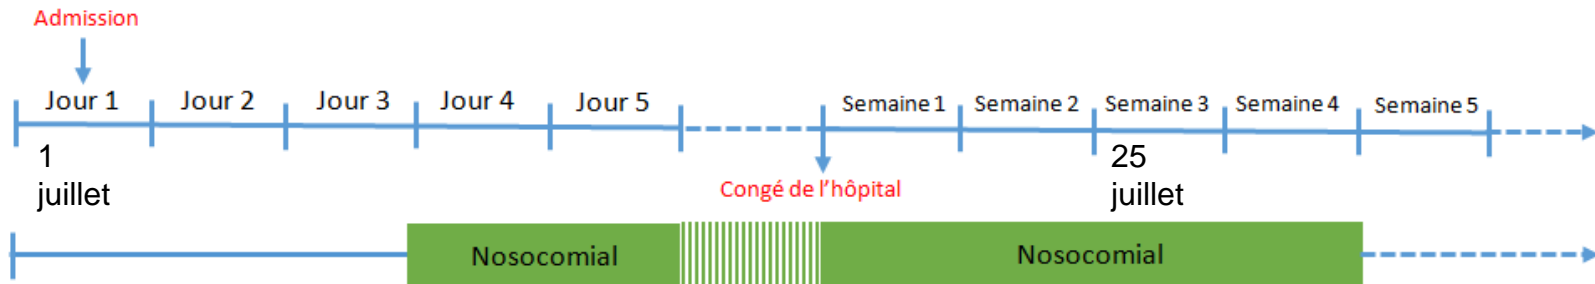 Admission
Jour 1 Jour 2 Jour 3 Jour 4 Jour 5 Semaine 1 Semaine 2 Semaine 3 Semaine 4 Semaine 5
1
juillet
25
juillet
Congé de l'hôpital
Nosocomial Nosocomial